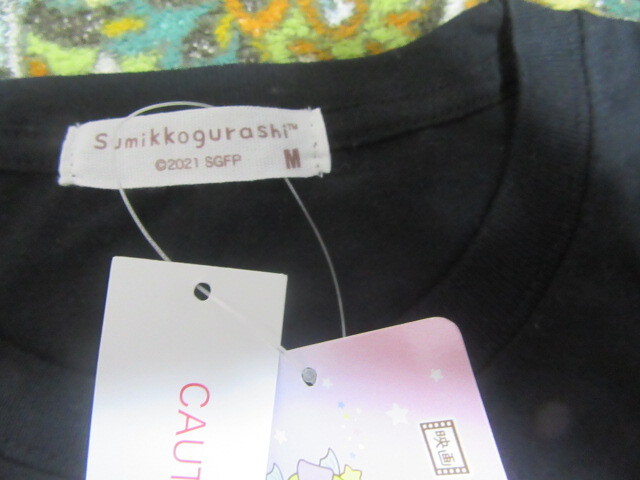 Sumikkogurashi™
©2021 SGFP M
CAUT
映画